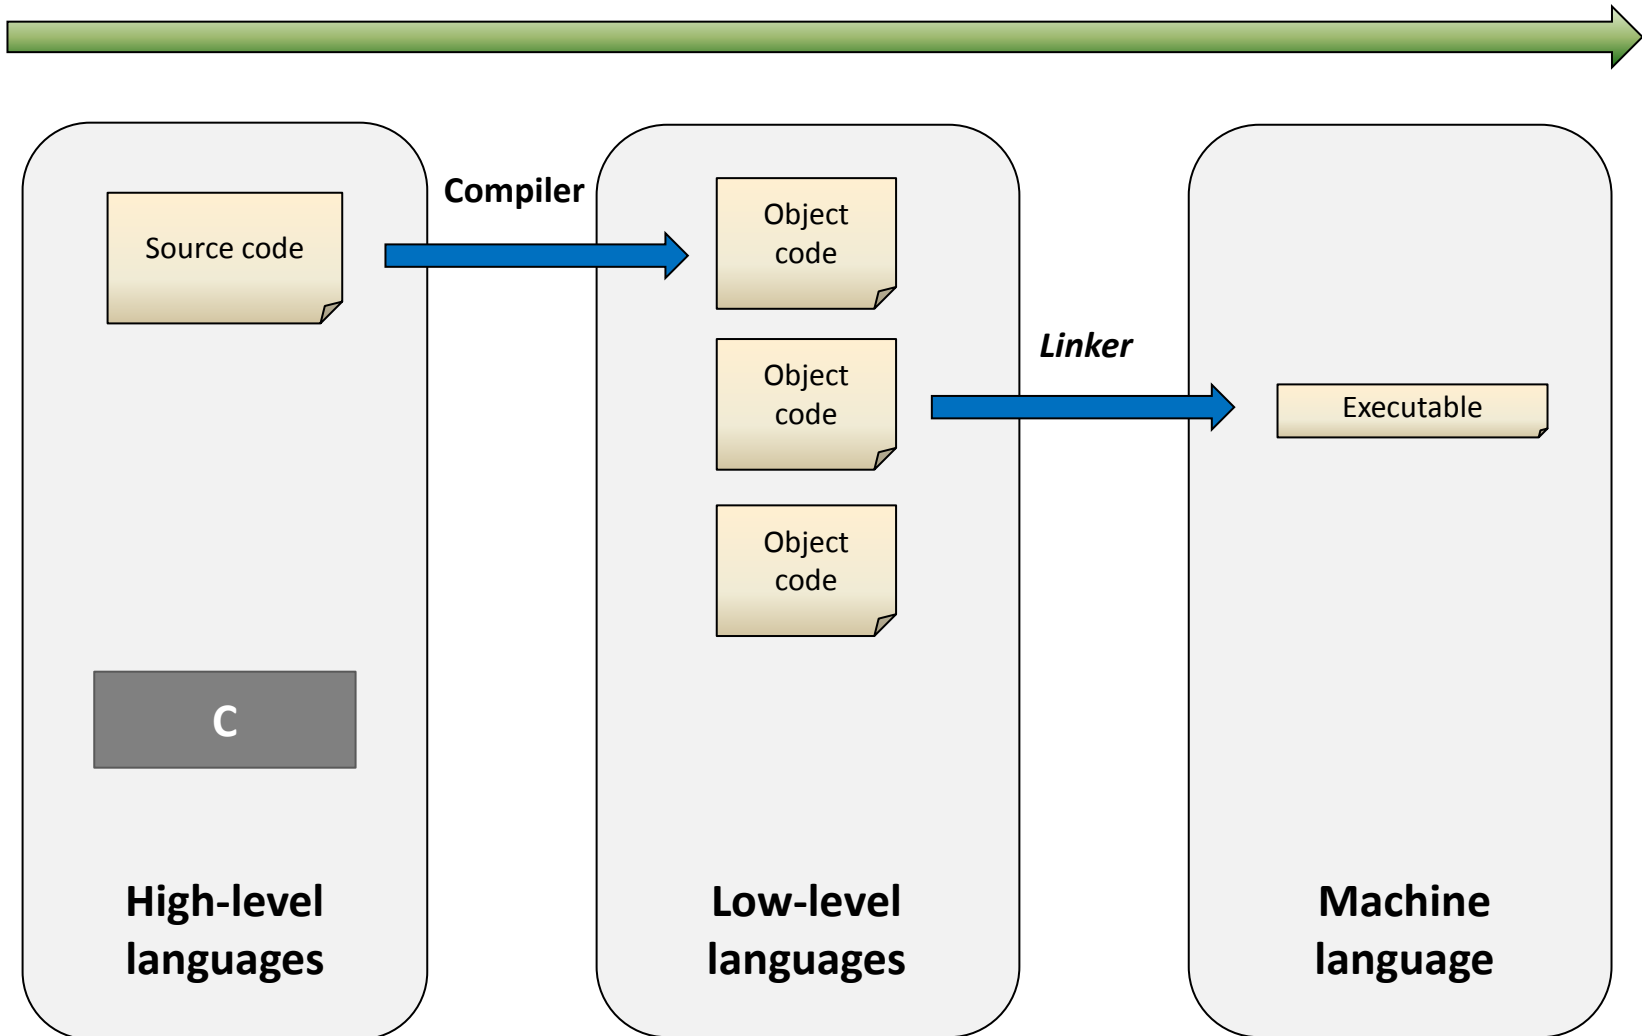 Compiler
Source code
Object
code
Linker
Object
code
Executable
Object
code
C
High-level
languages
Low-level
languages
Machine
language